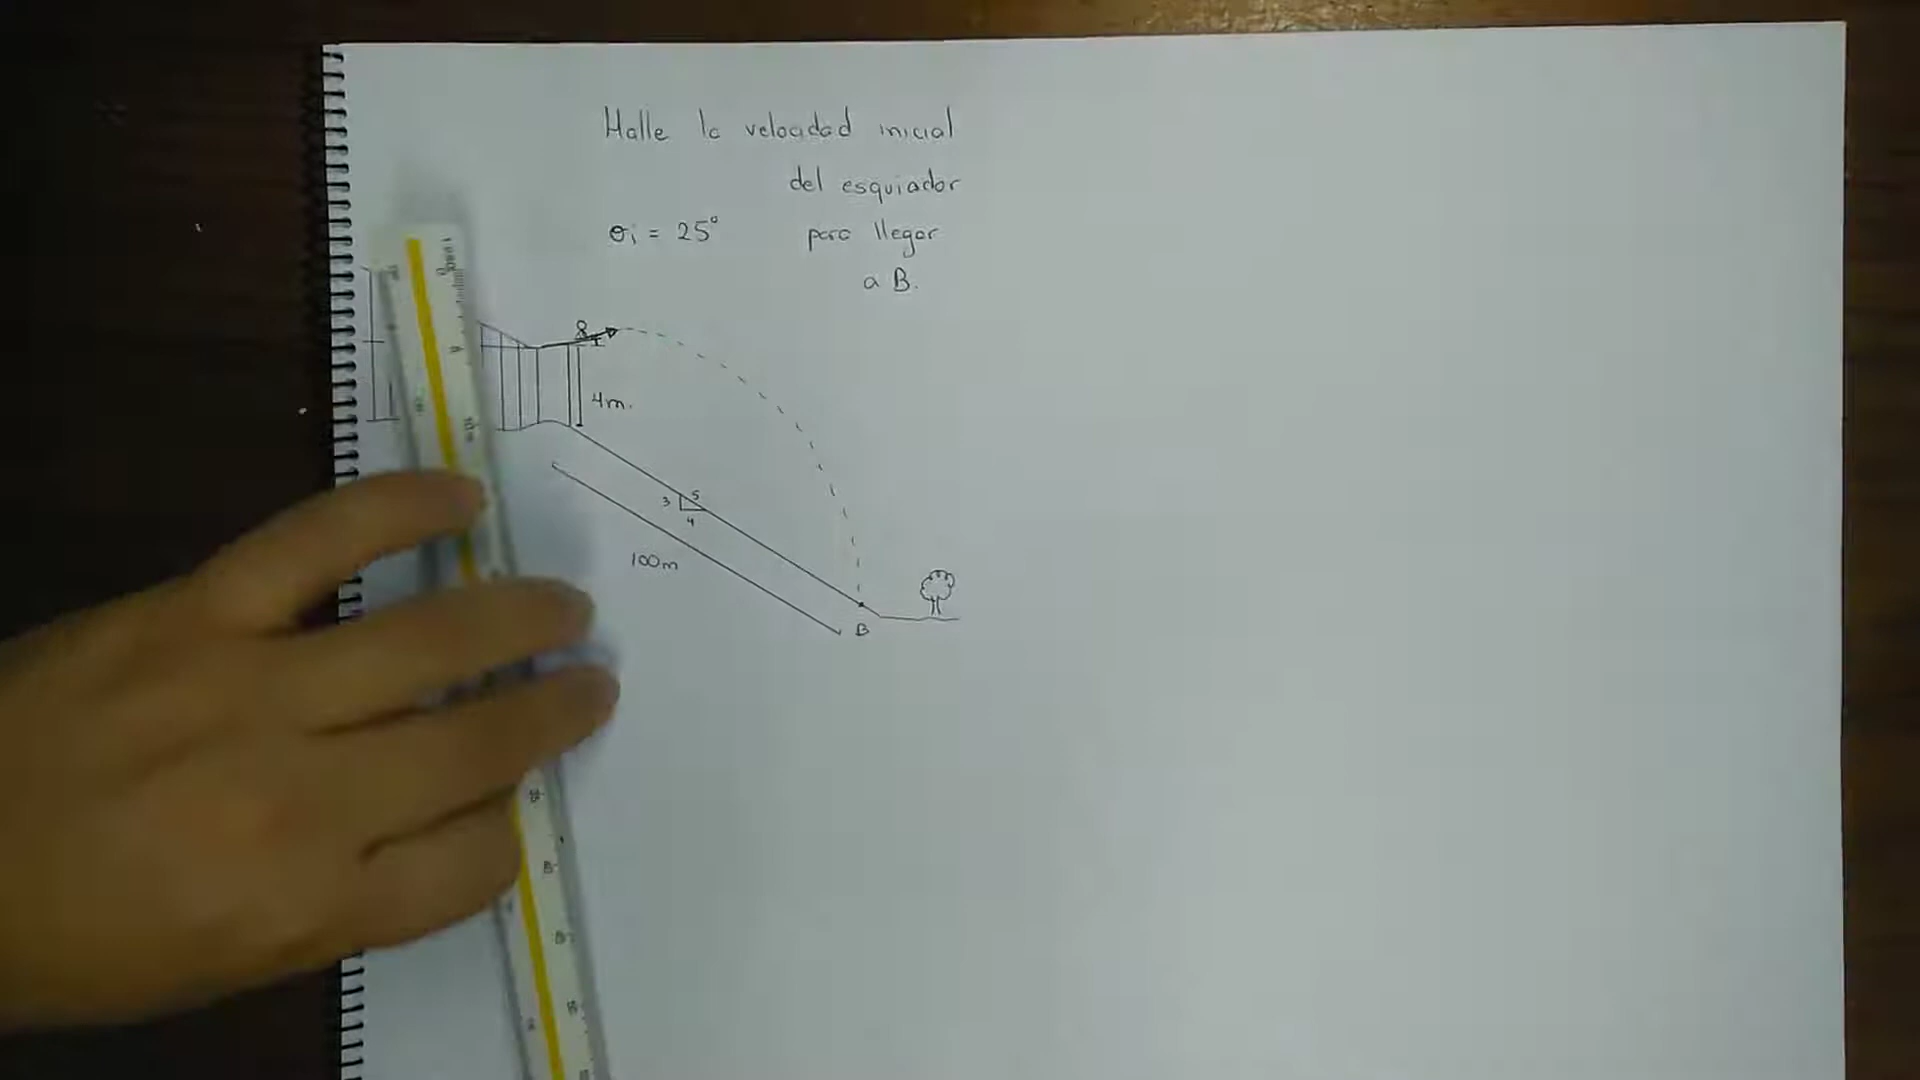 Halle la velocidad inicial
del esquiador
θi = 25° para llegar
a B.
4m.
3 5
4
100m
B